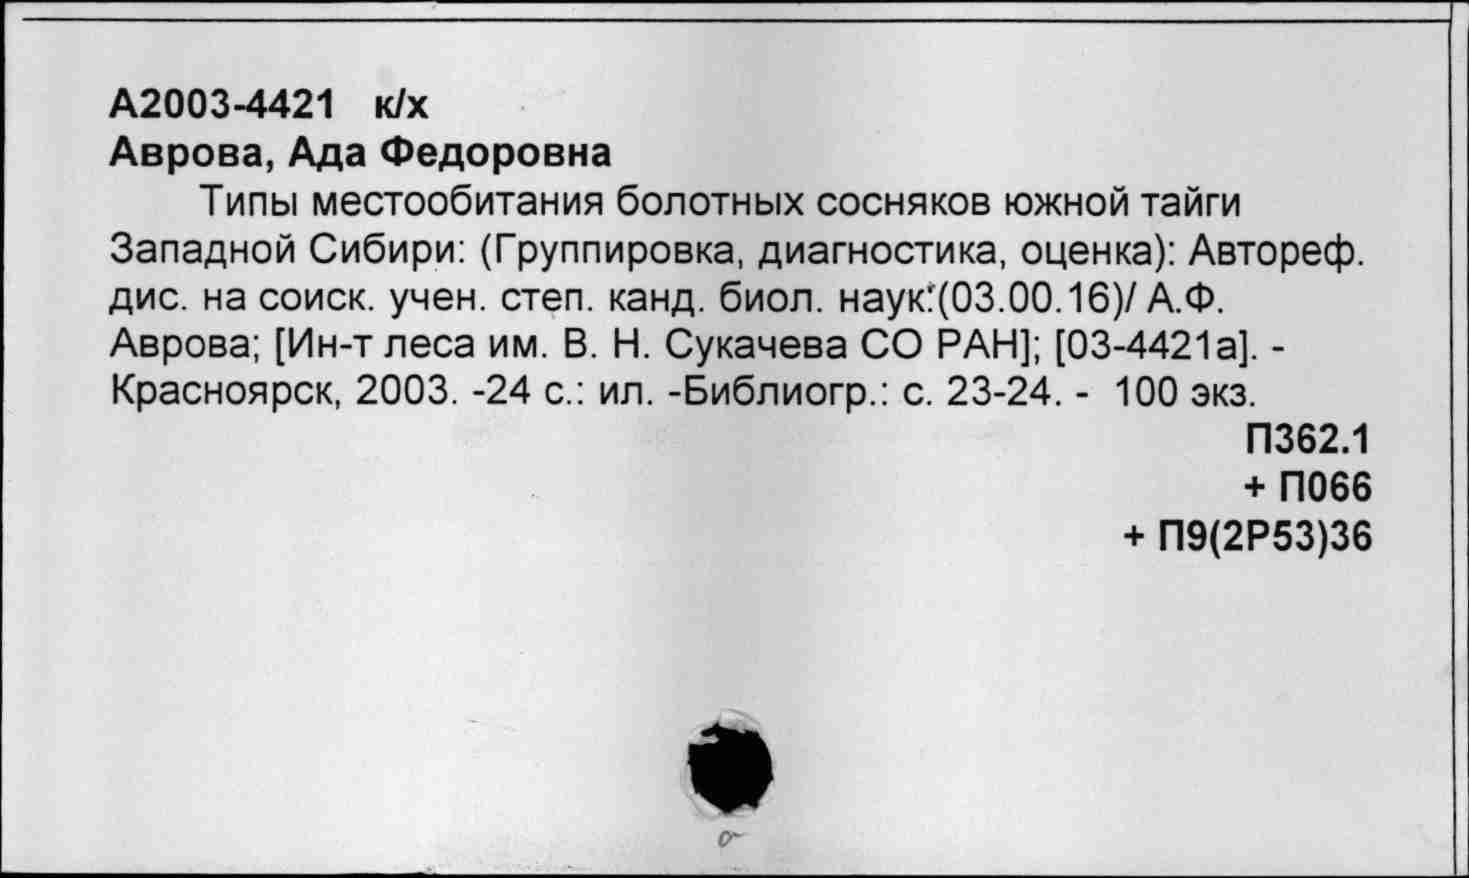 А2003-4421 к/х
Аврова, Ада Федоровна
Типы местообитания болотных сосняков южной тайги
Западной Сибири: (Группировка, диагностика, оценка): Автореф.
дис. на соиск. учен. степ. канд. биол. наук:(03.00.16)/ А.Ф.
Аврова; [Ин-т леса им. В. Н. Сукачева СО РАН]; [03-4421а]. -
Красноярск, 2003. -24 с.: ил. -Библиогр.: с. 23-24. - 100 экз.
П362.1
+ П066
+ П9(2Р53)36